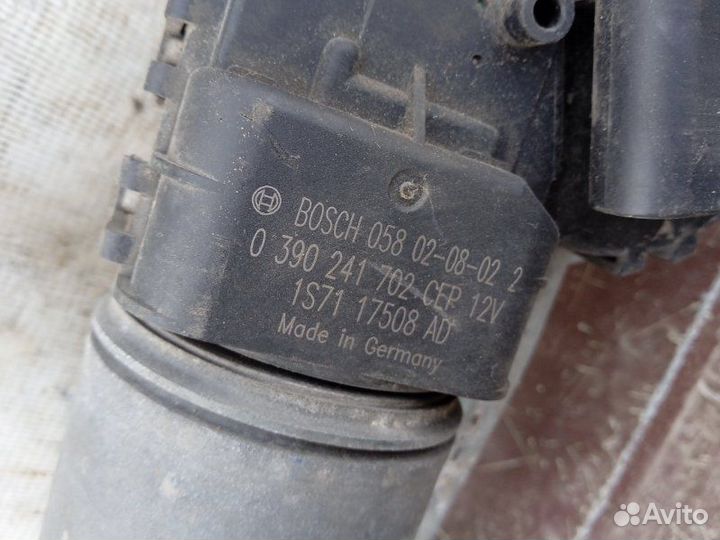 G
BOSCH 058 02-08-02 2
0 390 241 702 CEP 12V
1S71 17508 AD
Made in Germany
Avito